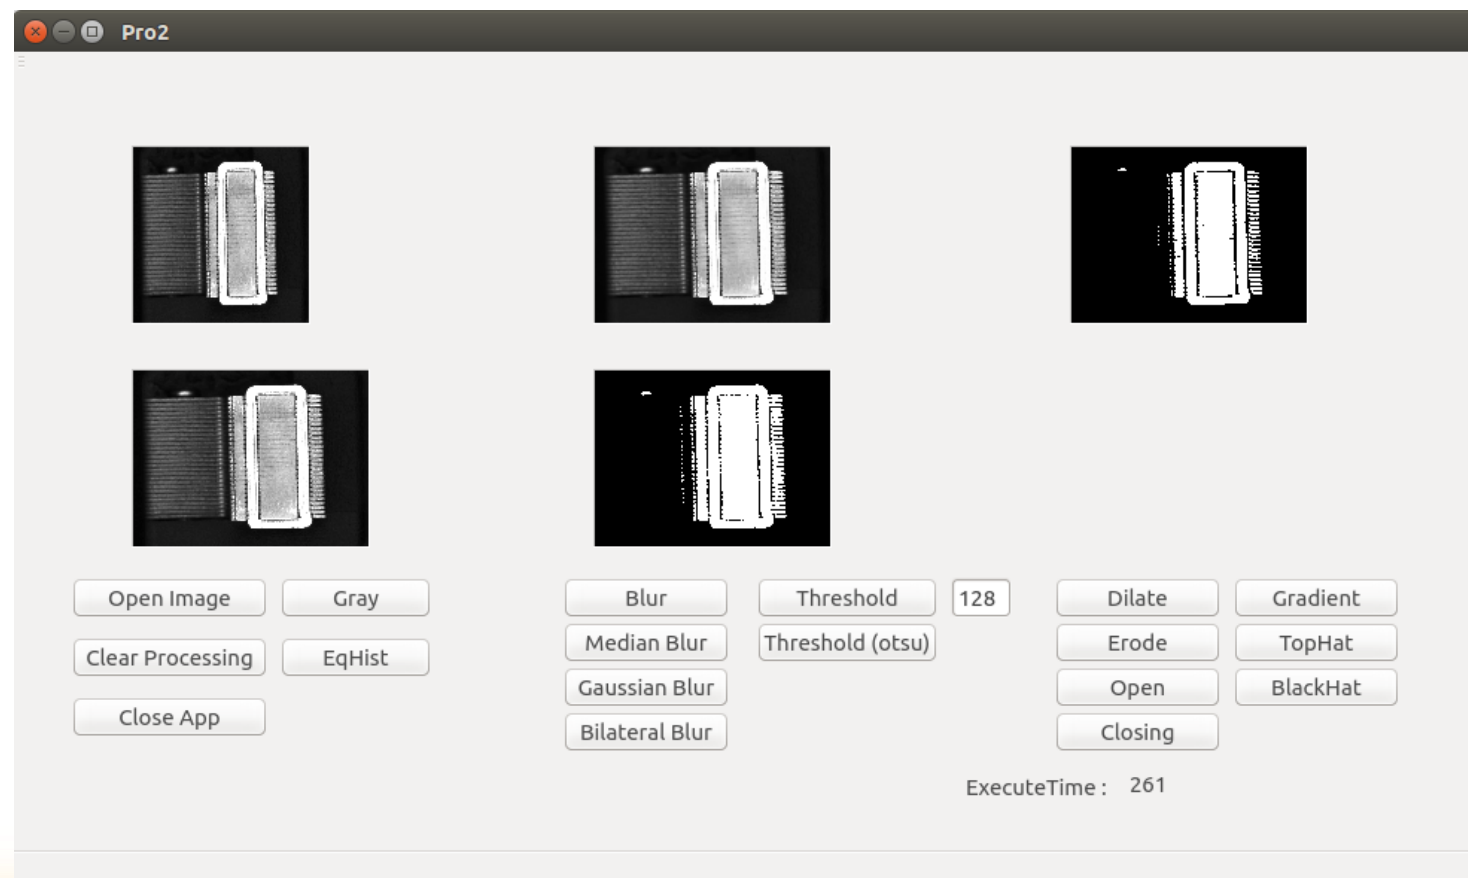 Pro2
Open Image
Gray
Blur
Threshold
128
Dilate
Gradient
Median Blur
Threshold (otsu)
Erode
TopHat
Clear Processing
EqHist
Gaussian Blur
Open
BlackHat
Close App
Bilateral Blur
Closing
ExecuteTime : 261